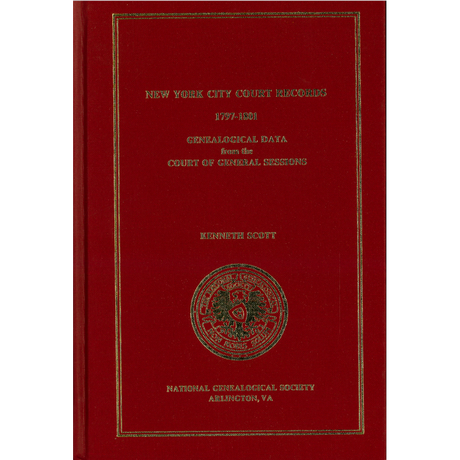 NEW YORK CITY COURT RECORDS
1797-1801
GENEALOGICAL DATA
from the
COURT OF GENERAL SESSIONS
KENNETH SCOTT
NATIONAL GENEALOGICAL SOCIETY
ARLINGTON, VA